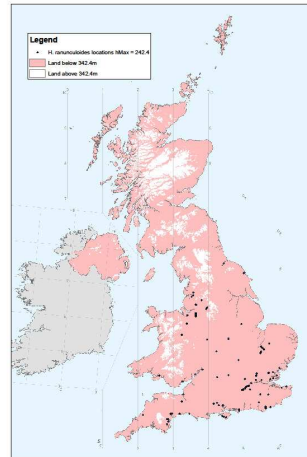 Legend
H. ranunculoides locations hMax = 242.4
Land below 342.4m
Land above 342.4m